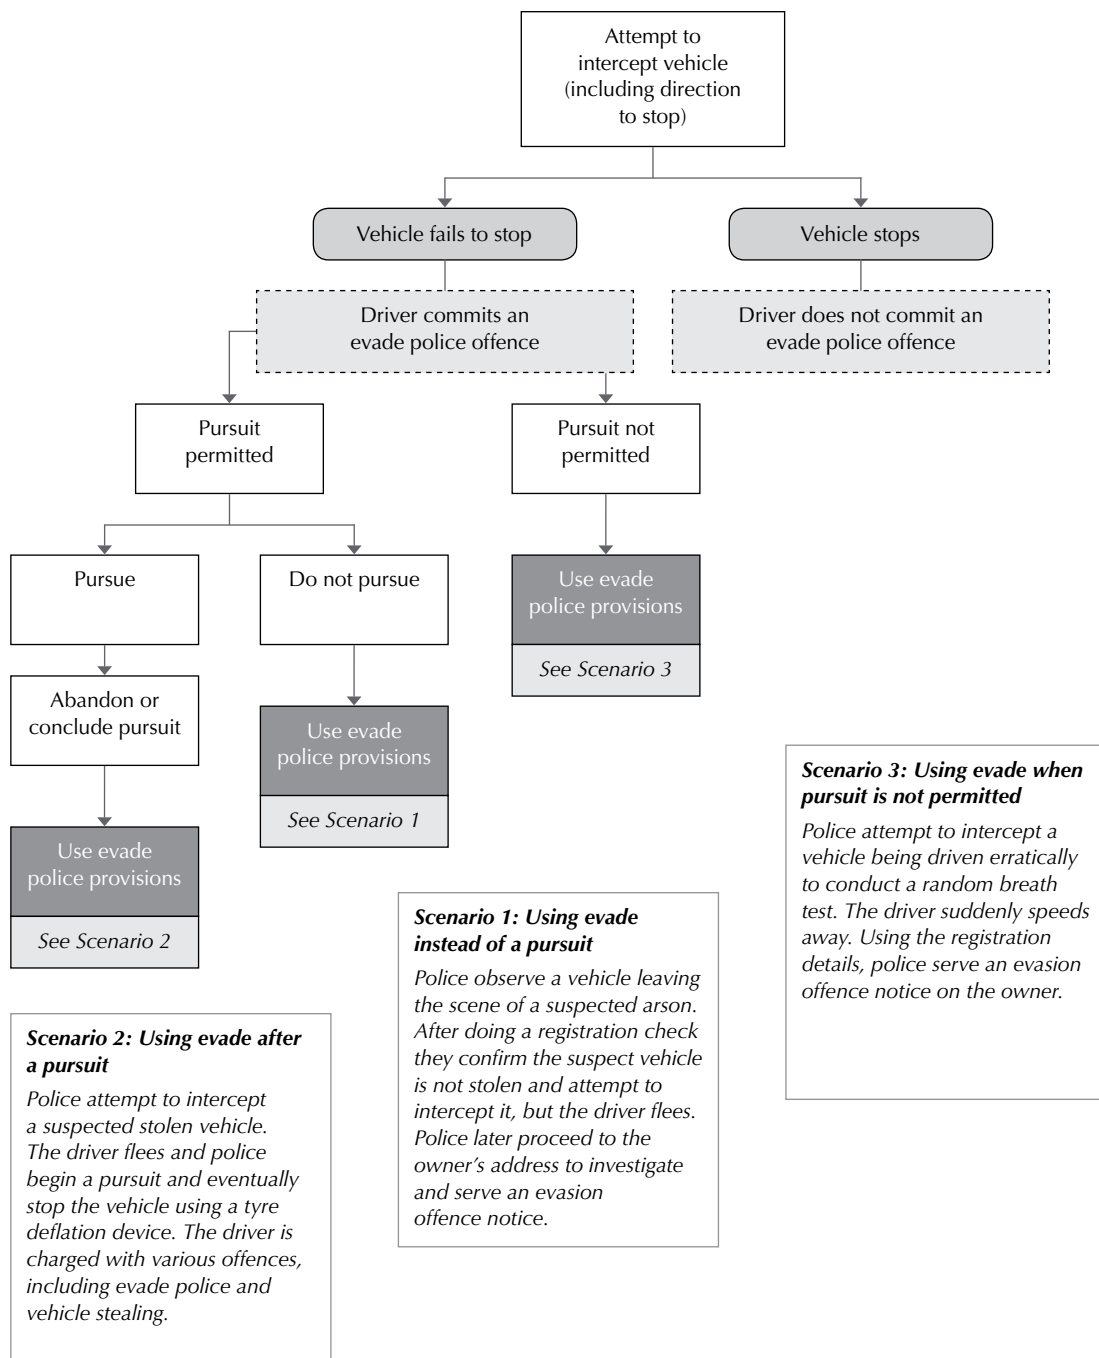 Attempt to
intercept vehicle
(including direction
to stop)
Vehicle fails to stop
Vehicle stops
Driver commits an
evade police offence
Driver does not commit an
evade police offence
Pursuit
permitted
Pursuit not
permitted
Pursue
Do not pursue
Use evade
police provisions
See Scenario 3
Abandon or
conclude pursuit
Use evade
police provisions
See Scenario 1
Use evade
police provisions
See Scenario 2
Scenario 3: Using evade when
pursuit is not permitted
Police attempt to intercept a
vehicle being driven erratically
to conduct a random breath
test. The driver suddenly speeds
away. Using the registration
details, police serve an evasion
offence notice on the owner.
Scenario 1: Using evade
instead of a pursuit
Police observe a vehicle leaving
the scene of a suspected arson.
After doing a registration check
they confirm the suspect vehicle
is not stolen and attempt to
intercept it, but the driver flees.
Police later proceed to the
owner's address to investigate
and serve an evasion
offence notice.
Scenario 2: Using evade after
a pursuit
Police attempt to intercept
a suspected stolen vehicle.
The driver flees and police
begin a pursuit and eventually
stop the vehicle using a tyre
deflation device. The driver is
charged with various offences,
including evade police and
vehicle stealing.